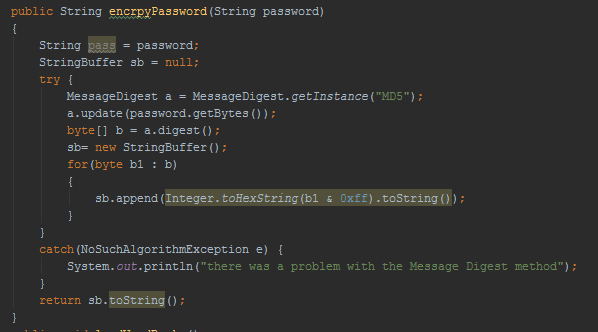 public String encrpyPassword(String password)
{
String pass = password;
StringBuffer sb = null;
try {
MessageDigest a = MessageDigest.getInstance("MD5");
a.update(password.getBytes());
byte[] b = a.digest();
sb= new StringBuffer();
for(byte b1 : b)
{
sb.append(Integer.toHexString(b1 & 0xff).toString());
}
}
catch(NoSuchAlgorithmException e) {
System.out.println("there was a problem with the Message Digest method");
}
return sb.toString();
}